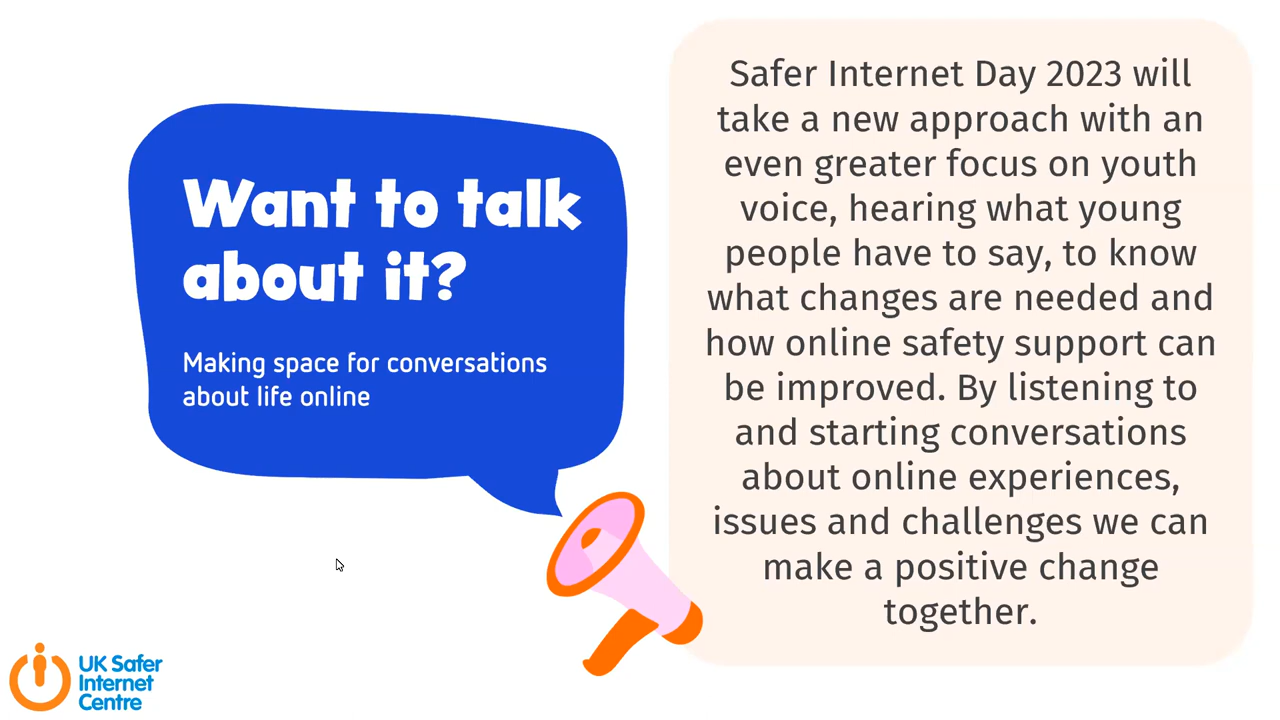 Want to talk
about it?
Making space for conversations
about life online
Safer Internet Day 2023 will
take a new approach with an
even greater focus on youth
voice, hearing what young
people have to say, to know
what changes are needed and
how online safety support can
be improved. By listening to
and starting conversations
about online experiences,
issues and challenges we can
make a positive change
together.
UK Safer
Internet
Centre